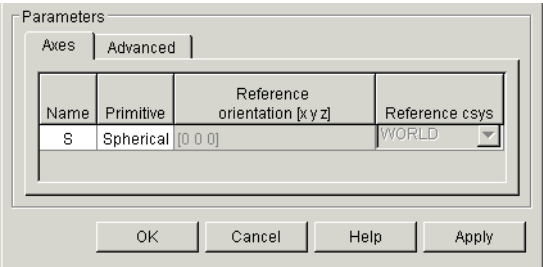 Parameters
Axes Advanced
Reference
Name Primitive orientation [x y z] Reference csys
S Spherical [0 0 0] WORLD
OK Cancel Help Apply